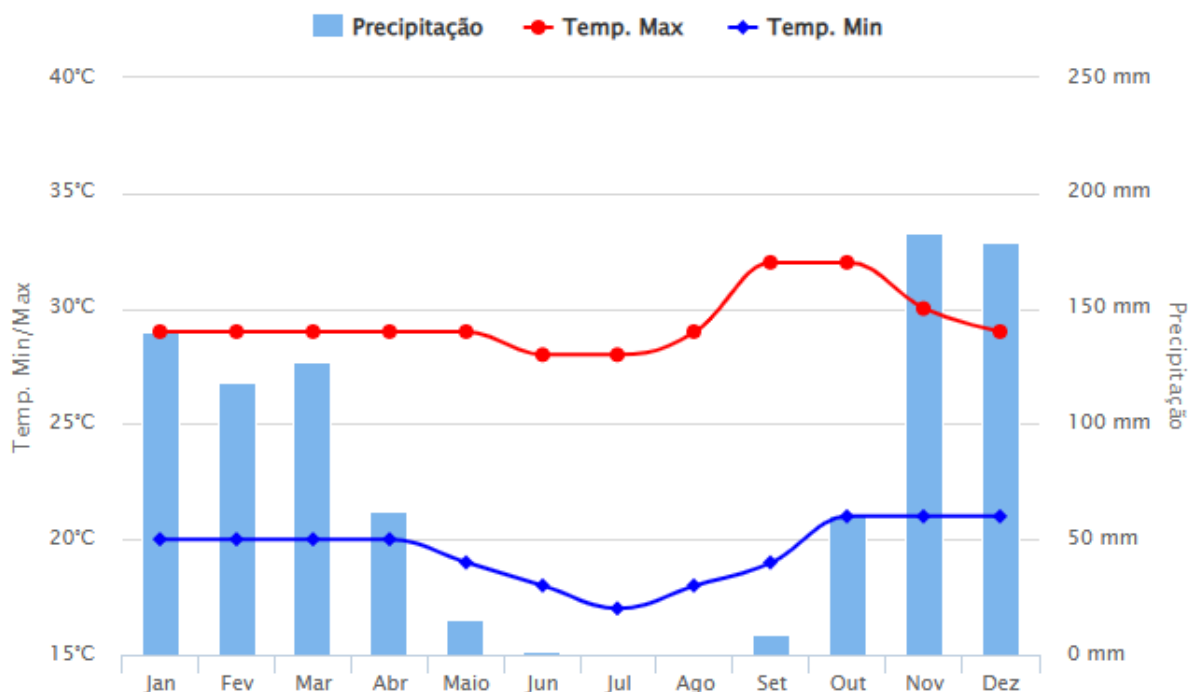 Precipitação Temp. Max Temp. Min
40°C 250 mm
35°C 200 mm
30°C 150 mm
25°C 100 mm
20°C 50 mm
15°C 0 mm
Temp. Min/Max
Precipitação
Jan Fev Mar Abr Maio Jun Jul Ago Set Out Nov Dez